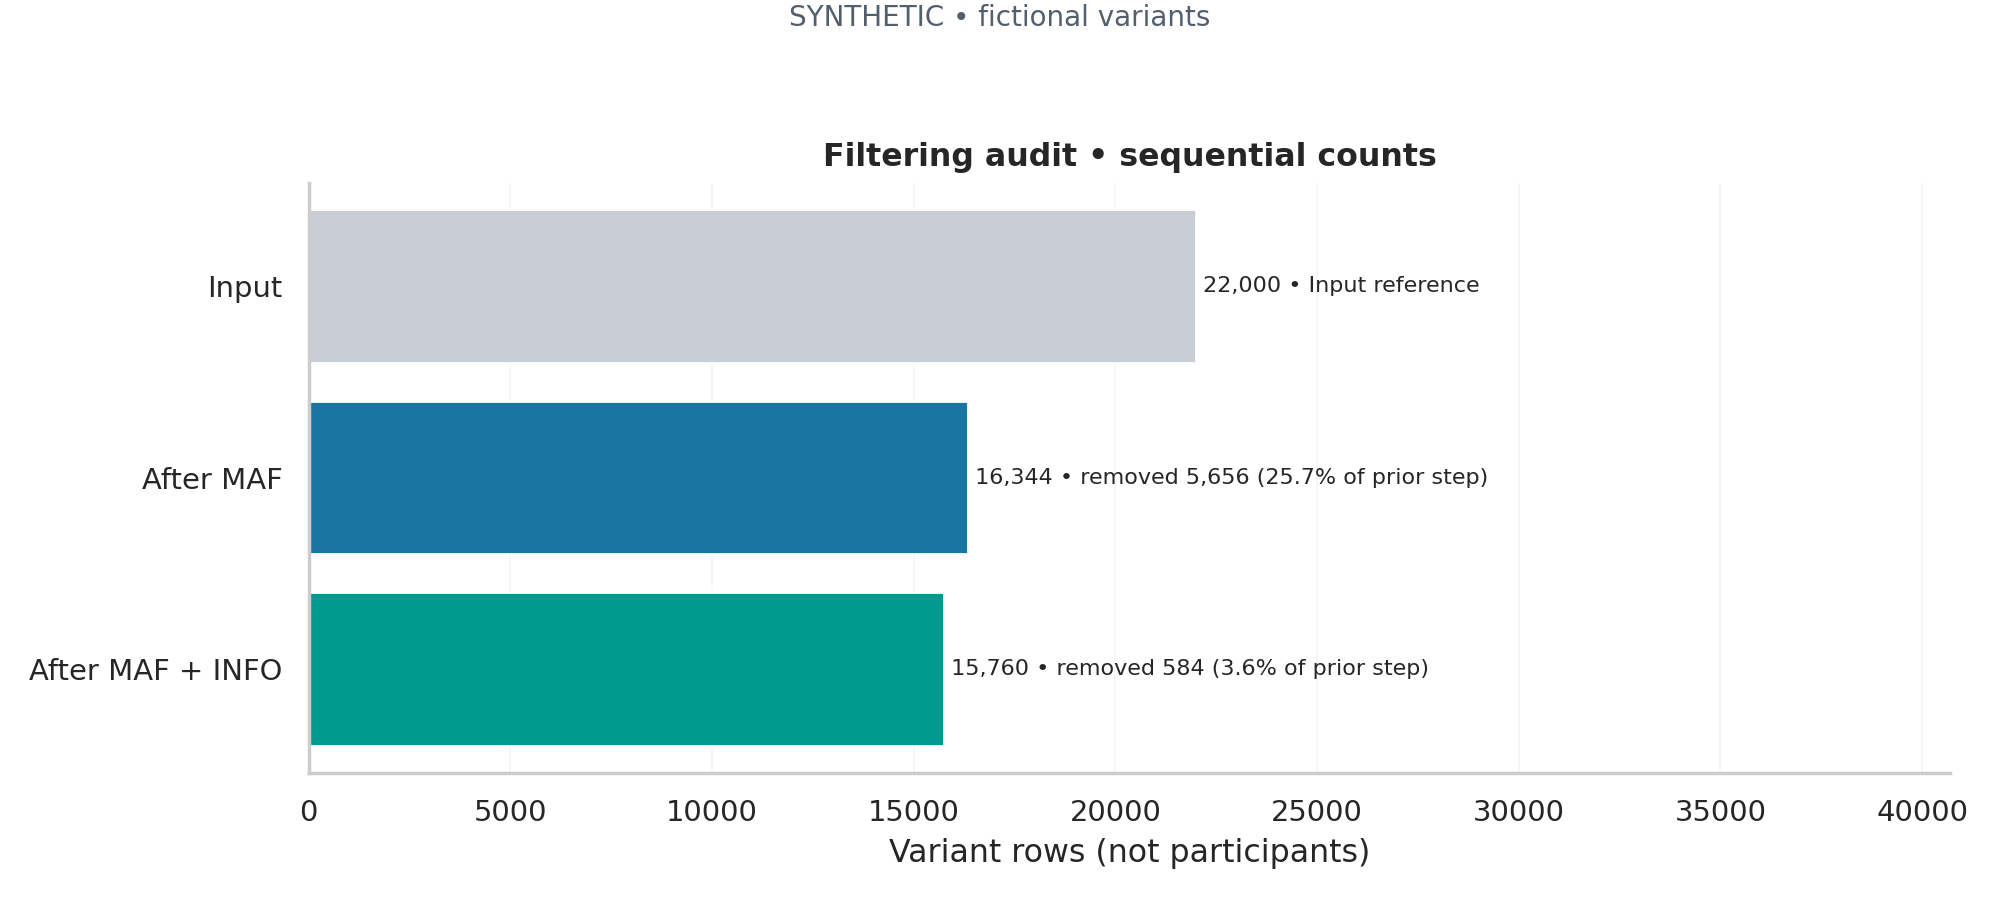 SYNTHETIC • fictional variants
Filtering audit • sequential counts
Input
22,000 • Input reference
After MAF
16,344 • removed 5,656 (25.7% of prior step)
After MAF + INFO
15,760 • removed 584 (3.6% of prior step)
0 5000 10000 15000 20000 25000 30000 35000 40000
Variant rows (not participants)